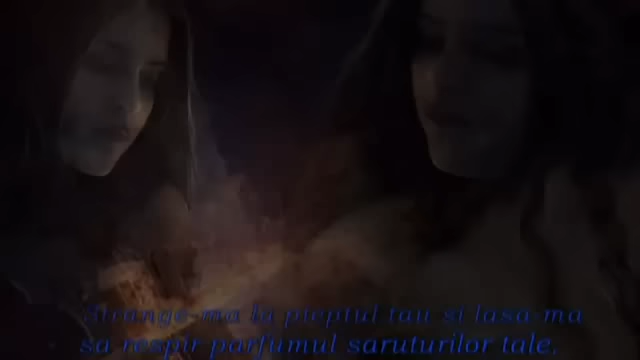 Strange-ma la pieptul tau si lasa-ma
sa respir parfumul saruturilor tale.